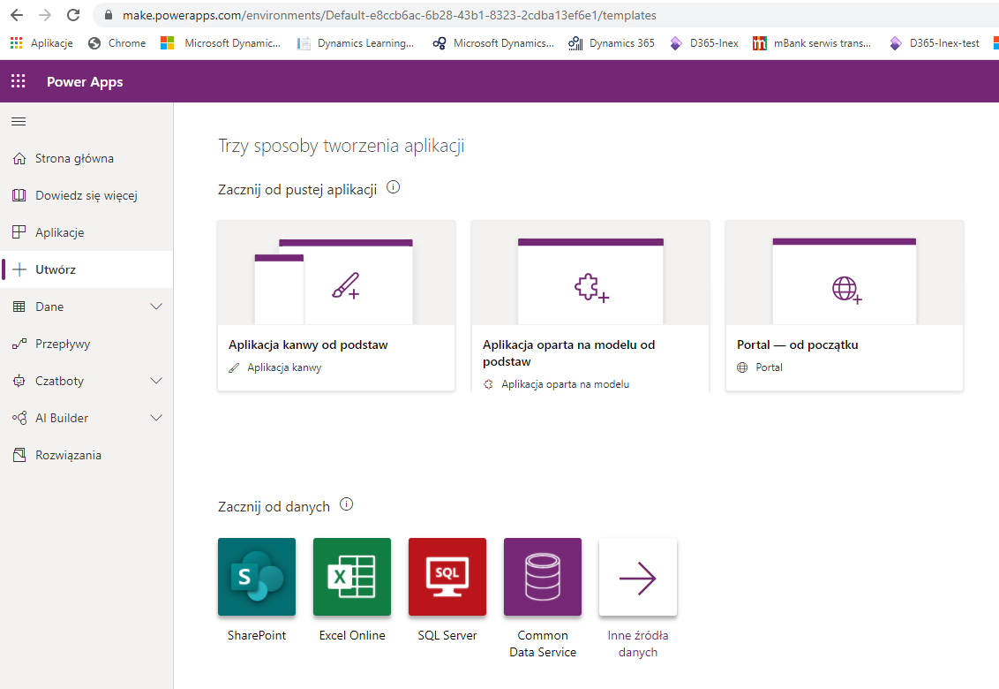 make.powerapps.com/environments/Default-e8ccb6ac-6b28-43b1-8323-2cdba13ef6e1/templates
Aplikacje Chrome Microsoft Dynamic... Dynamics Learning... Microsoft Dynamics... Dynamics 365 D365-Inex mBank serwis trans... D365-Inex-test
Power Apps
Strona główna
Dowiedz się więcej
Aplikacje
Utwórz
Dane
Przepływy
Czatboty
AI Builder
Rozwiązania
Trzy sposoby tworzenia aplikacji
Zacznij od pustej aplikacji
Aplikacja kanwy od podstaw
Aplikacja kanwy
Aplikacja oparta na modelu od
podstaw
Aplikacja oparta na modelu
Portal — od początku
Portal
Zacznij od danych
S
SharePoint
X
Excel Online
SQL
SQL Server
Common
Data Service
Inne źródła
danych